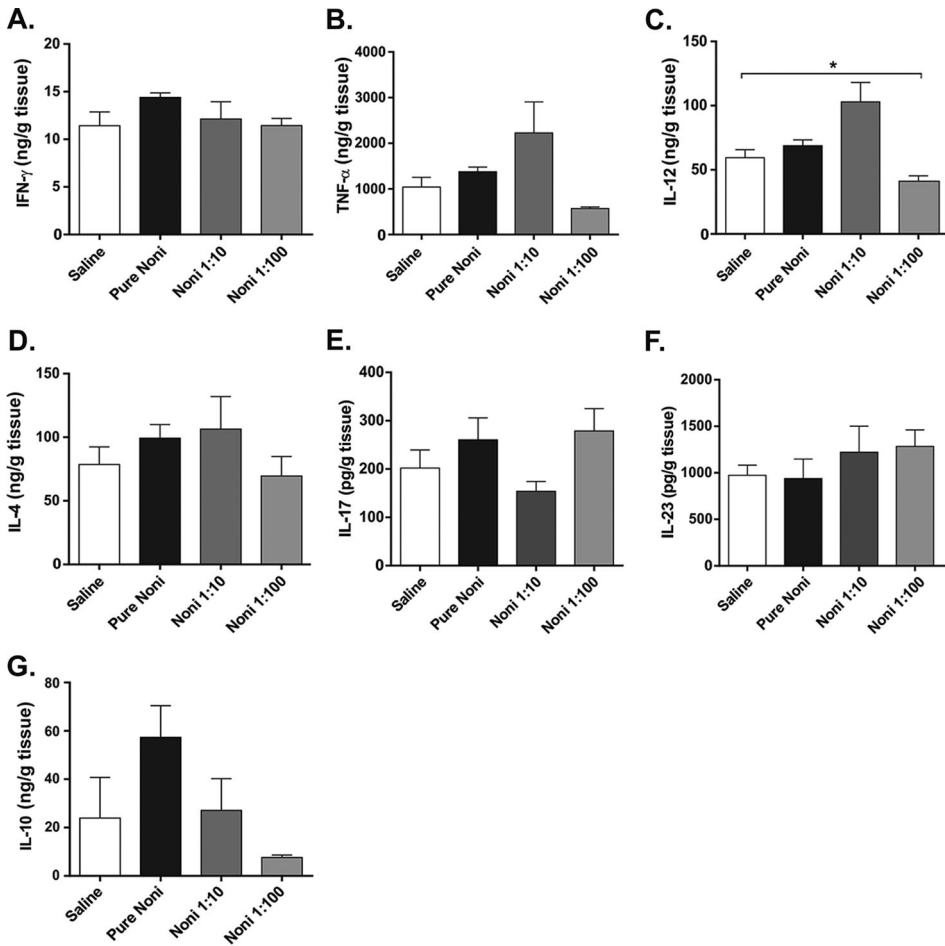 A.
IFN-γ (ng/g tissue)
20
15
10
5
0
Saline
Pure Noni
Noni 1:10
Noni 1:100
B.
TNF-α (ng/g tissue)
4000
3000
2000
1000
0
Saline
Pure Noni
Noni 1:10
Noni 1:100
C.
IL-12 (ng/g tissue)
150
100
50
0
*
Saline
Pure Noni
Noni 1:10
Noni 1:100
D.
IL-4 (ng/g tissue)
150
100
50
0
Saline
Pure Noni
Noni 1:10
Noni 1:100
E.
IL-17 (pg/g tissue)
400
300
200
100
0
Saline
Pure Noni
Noni 1:10
Noni 1:100
F.
IL-23 (pg/g tissue)
2000
1500
1000
500
0
Saline
Pure Noni
Noni 1:10
Noni 1:100
G.
IL-10 (ng/g tissue)
80
60
40
20
0
Saline
Pure Noni
Noni 1:10
Noni 1:100